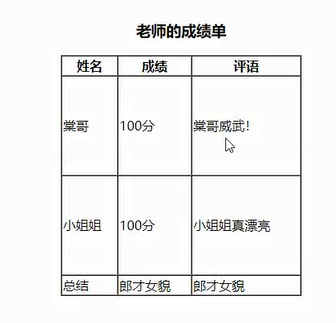 老师的成绩单
姓名 成绩 评语
棠哥 100分 棠哥威武！
小姐姐 100分 小姐姐真漂亮
总结 郎才女貌 郎才女貌